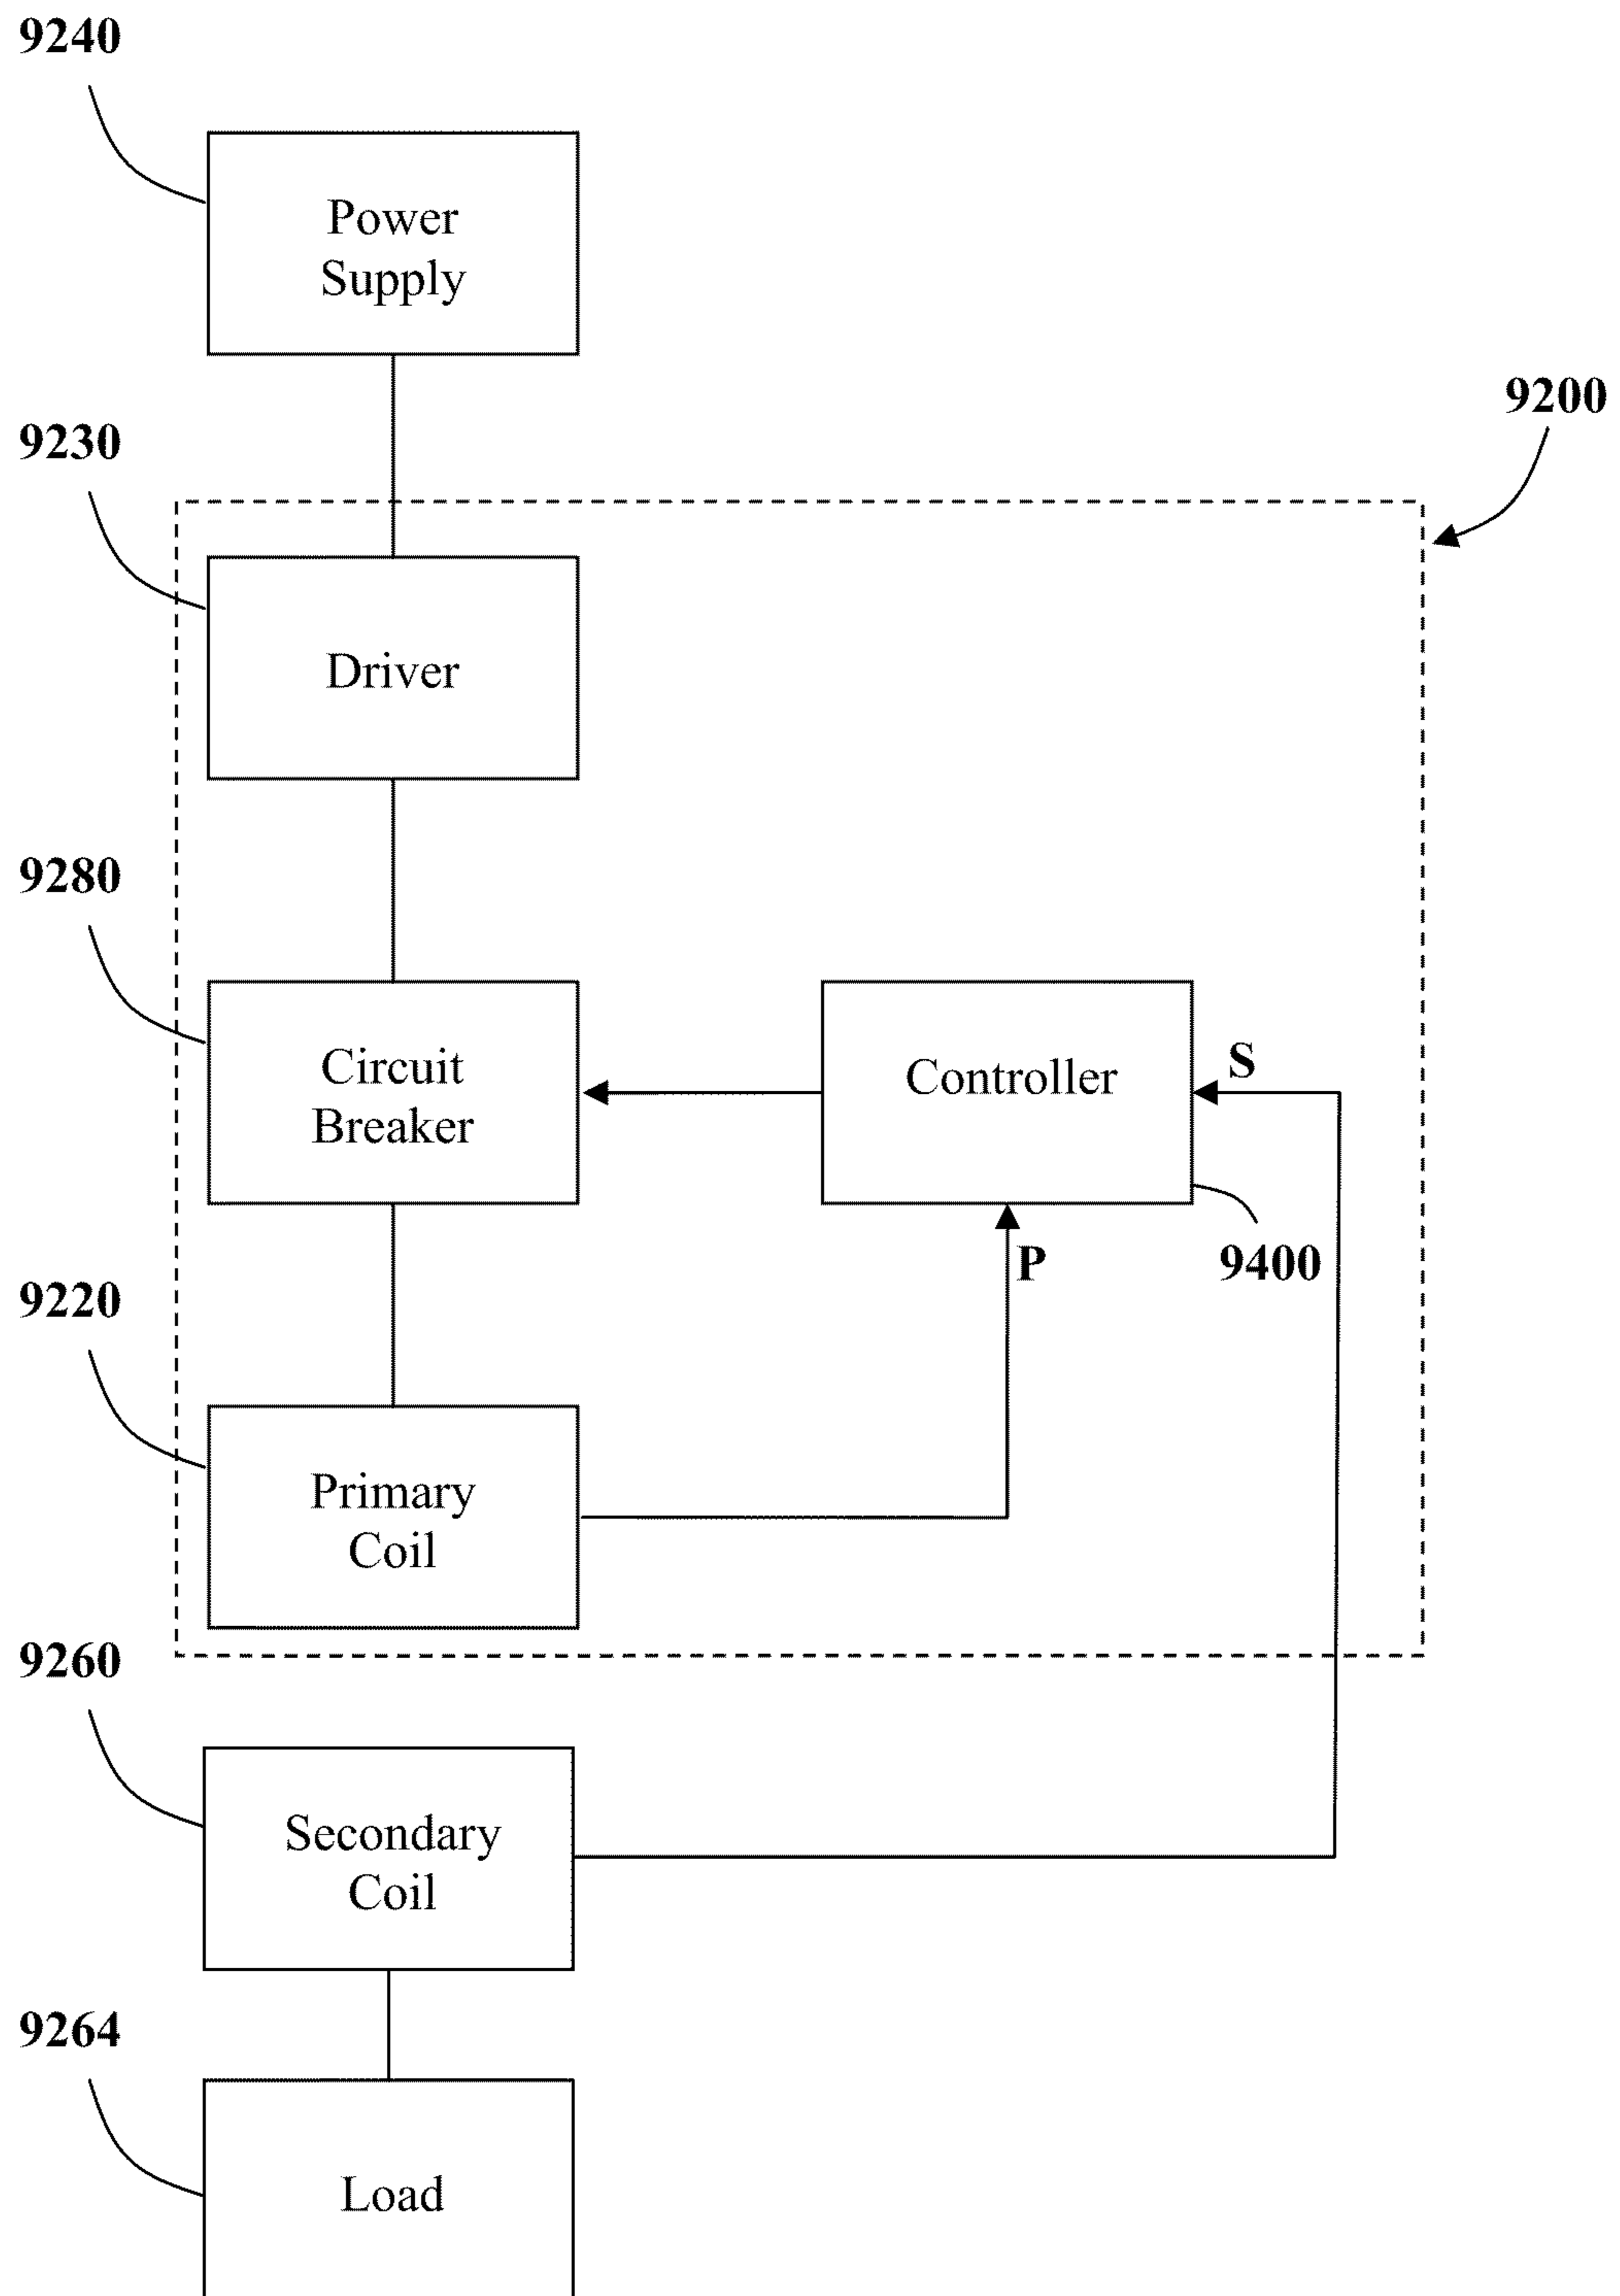 9240
Power
Supply
9200
9230
Driver
9280
Circuit
Breaker
Controller
S
P
9400
9220
Primary
Coil
9260
Secondary
Coil
9264
Load